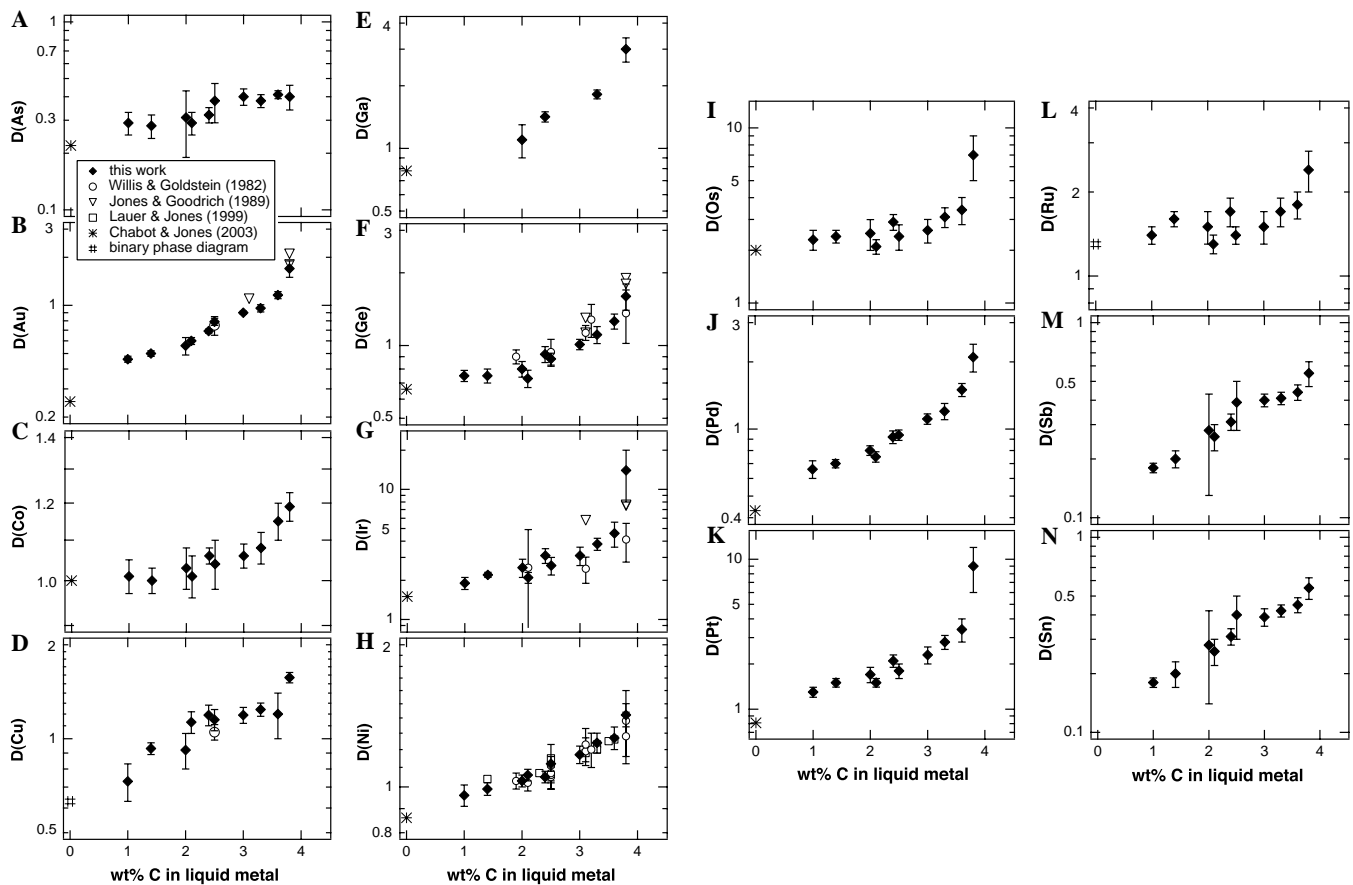 A
1
0.7
0.3
0.1
D(As)
this work
Willis & Goldstein (1982)
Jones & Goodrich (1989)
Lauer & Jones (1999)
Chabot & Jones (2003)
binary phase diagram
B
3
1
0.2
D(Au)
C
1.4
1.2
1.0
D(Co)
D
2
1
0.5
D(Cu)
0 1 2 3 4
wt% C in liquid metal
E
4
1
0.5
D(Ga)
F
3
1
0.5
D(Ge)
G
10
5
1
D(Ir)
H
2
1
0.8
D(Ni)
0 1 2 3 4
wt% C in liquid metal
I
10
5
1
D(Os)
J
3
1
0.4
D(Pd)
K
10
5
1
D(Pt)
0 1 2 3 4
wt% C in liquid metal
L
4
2
1
D(Ru)
M
1
0.5
0.1
D(Sb)
N
1
0.5
0.1
D(Sn)
0 1 2 3 4
wt% C in liquid metal